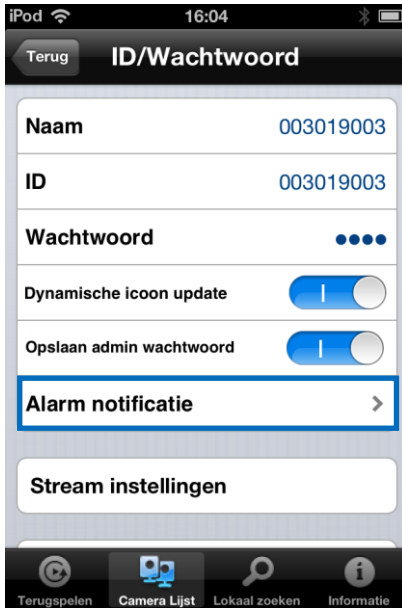 iPod 16:04
Terug ID/Wachtwoord
Naam 003019003
ID 003019003
Wachtwoord ●●●●
Dynamische icoon update
Opslaan admin wachtwoord
Alarm notificatie
Stream instellingen
Terugspelen Camera Lijst Lokaal zoeken Informatie